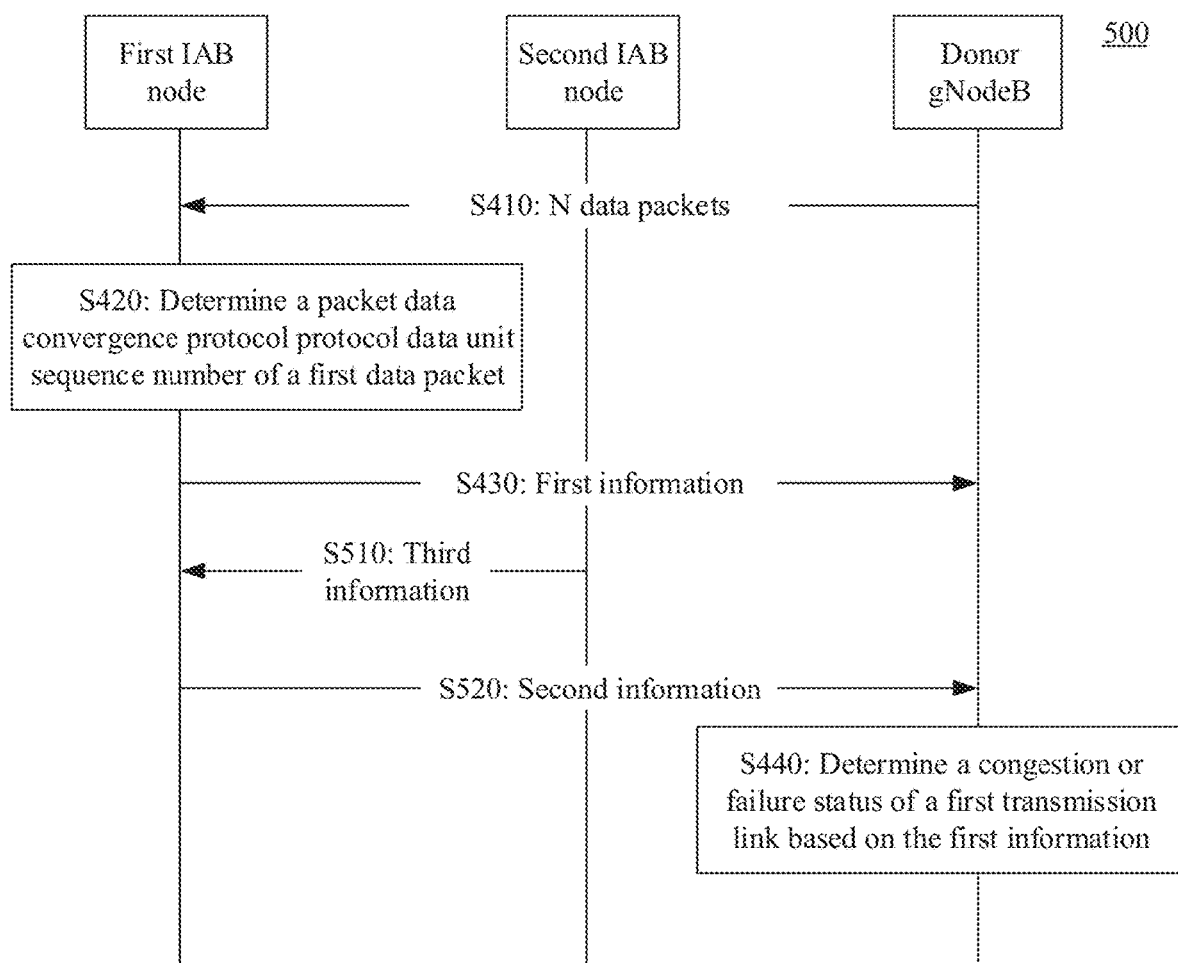 500
First IAB
node
Second IAB
node
Donor
gNodeB
S410: N data packets
S420: Determine a packet data
convergence protocol protocol data unit
sequence number of a first data packet
S430: First information
S510: Third
information
S520: Second information
S440: Determine a congestion or
failure status of a first transmission
link based on the first information